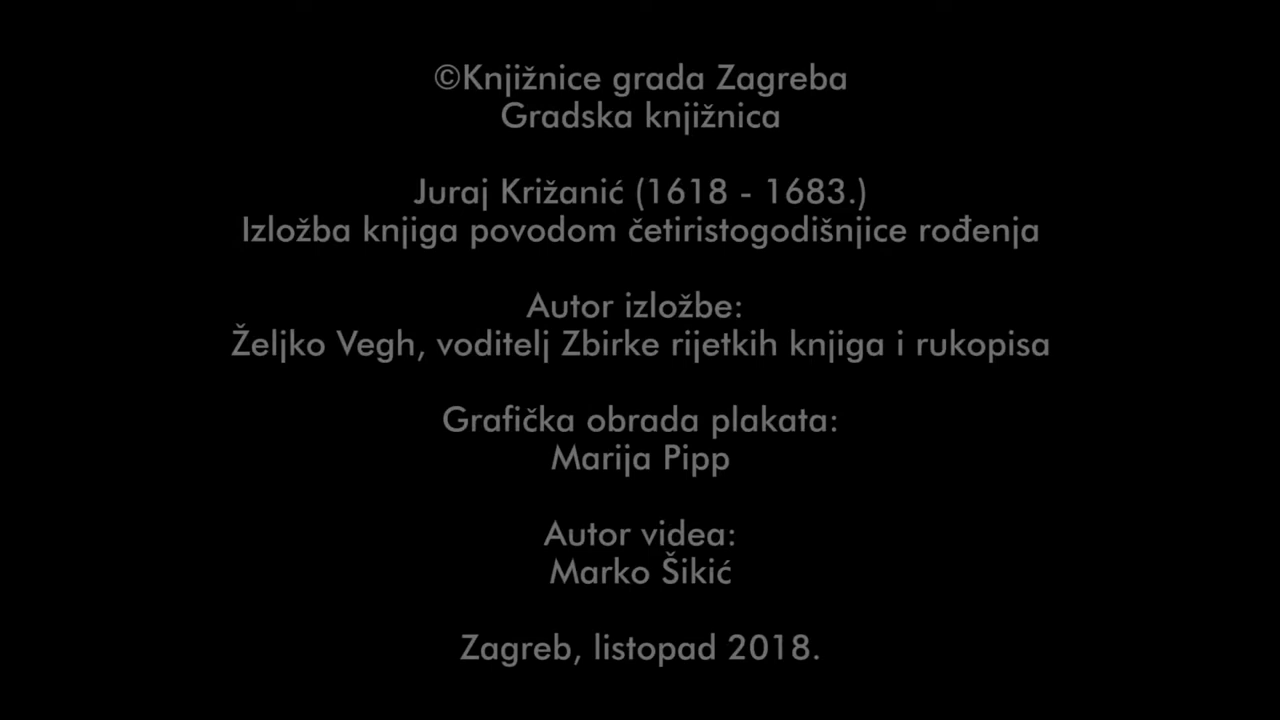 ©Knjižnice grada Zagreba
Gradska knjižnica
Juraj Križanić (1618 - 1683.)
Izložba knjiga povodom četiristogodišnjice rođenja
Autor izložbe:
Željko Vegh, voditelj Zbirke rijetkih knjiga i rukopisa
Grafička obrada plakata:
Marija Pipp
Autor videa:
Marko Šikić
Zagreb, listopad 2018.